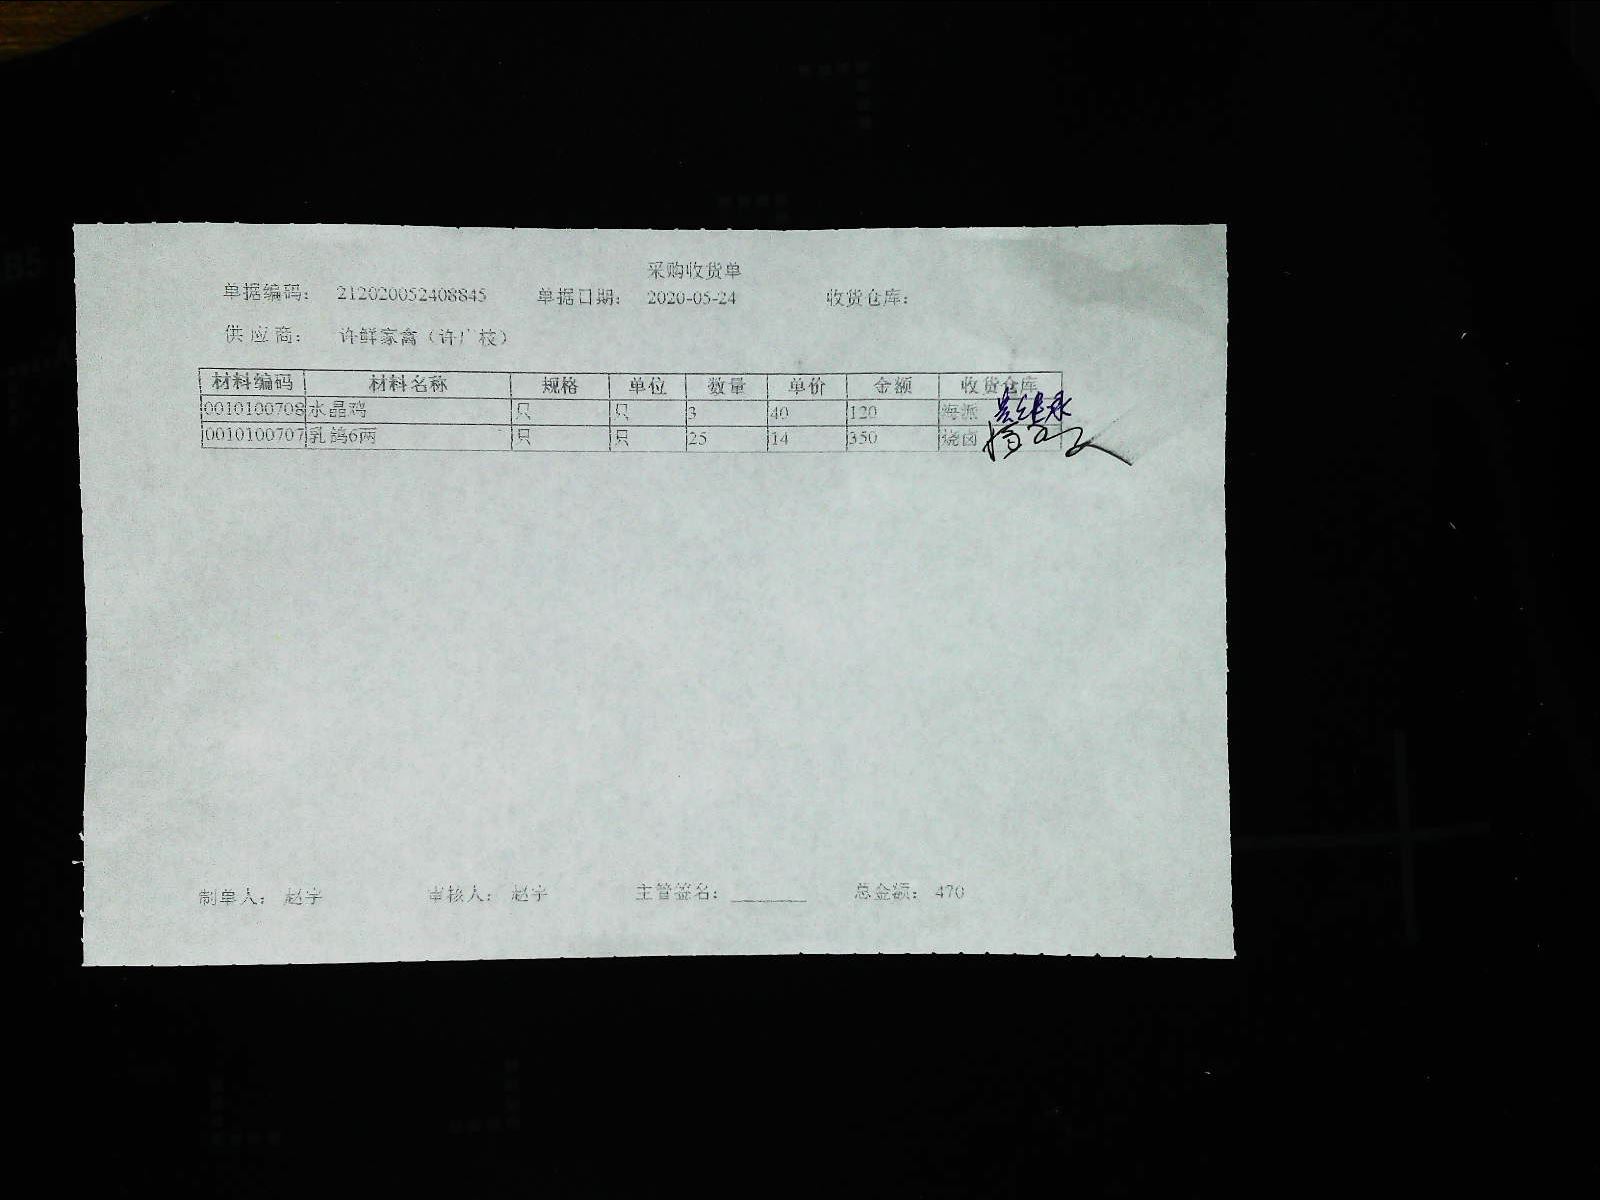 采购收货单
单据编码： 212020052408845 单据日期： 2020-05-24 收货仓库：
供应商： 许鲜家禽（许广枝）
材料编码 材料名称 规格 单位 数量 单价 金额 收货仓库
0010100708 水晶鸡 只 只 3 40 120 海派
0010100707 乳鸽6两 只 只 25 14 350 烧卤
制单人： 赵宇 审核人： 赵宇 主管签名： 总金额： 470